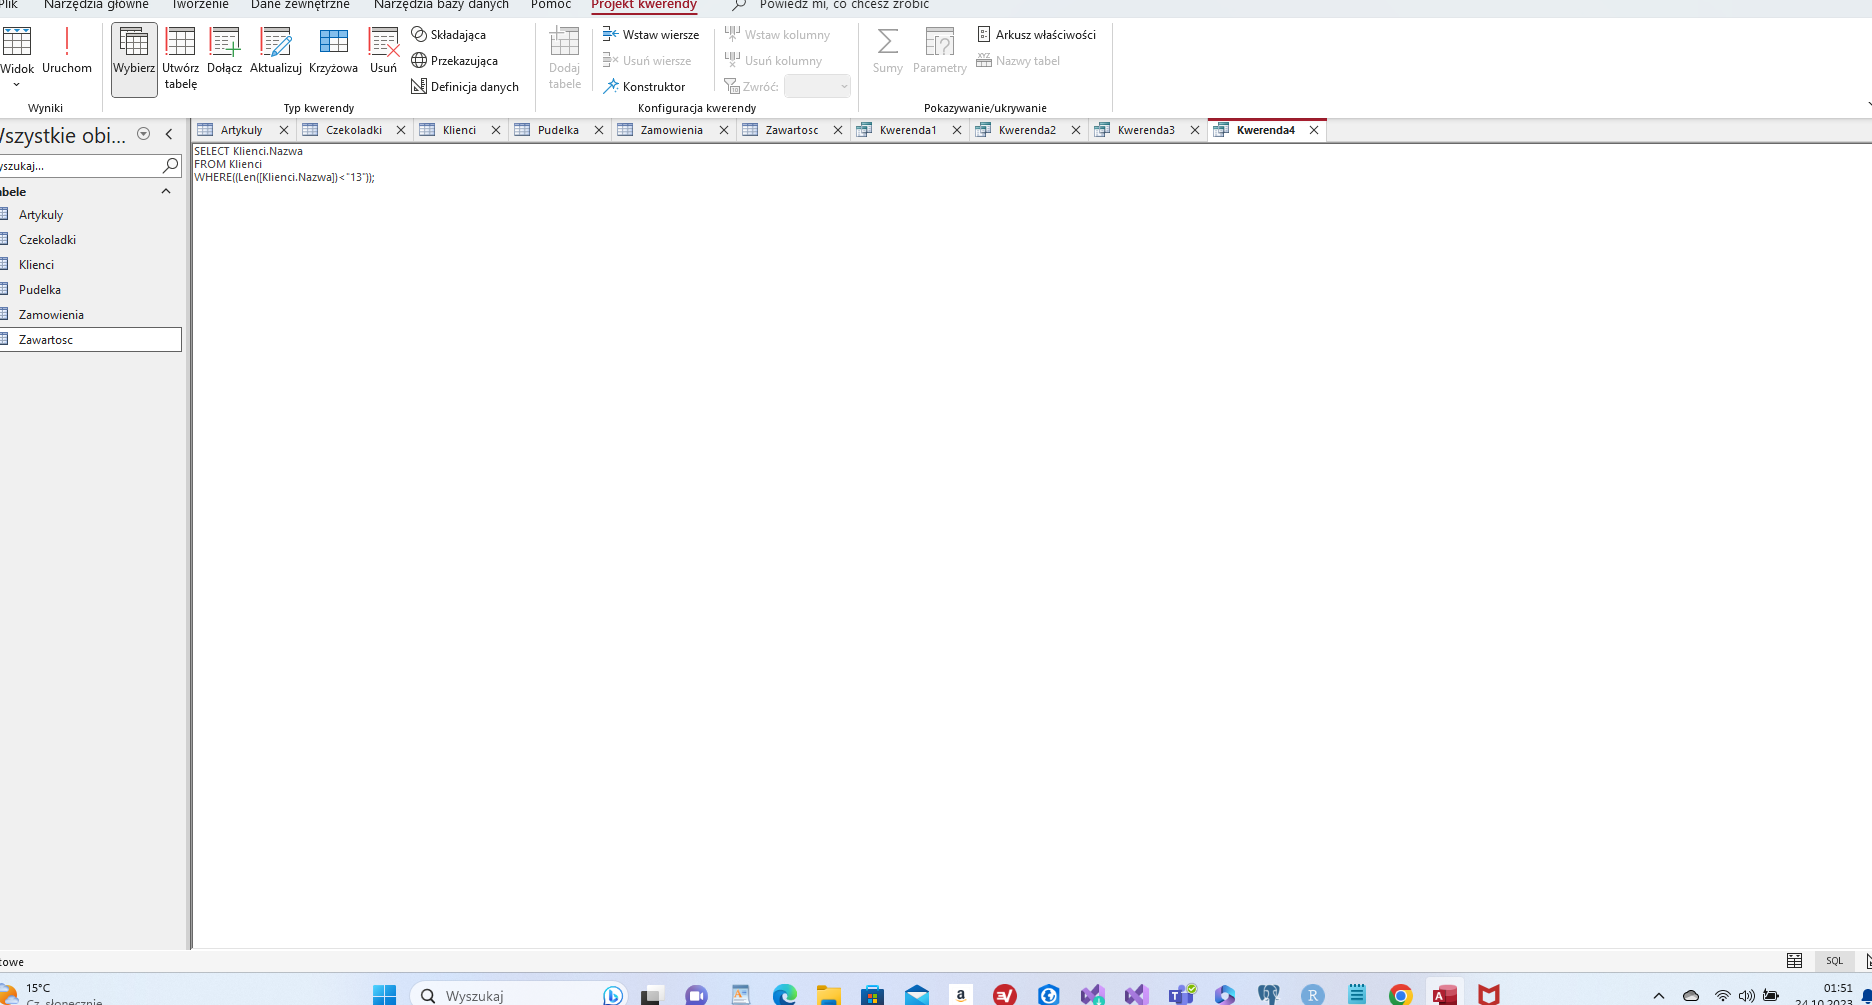 Plik Narzędzia główne Tworzenie Dane zewnętrzne Narzędzia bazy danych Pomoc Projekt kwerendy Powiedz mi, co chcesz zrobić
Widok
Uruchom
Wyniki
Wybierz
Utwórz
tabelę
Dołącz
Aktualizuj
Krzyżowa
Usuń
Składająca
Przekazująca
Definicja danych
Typ kwerendy
Dodaj
tabele
Wstaw wiersze
Usuń wiersze
Konstruktor
Wstaw kolumny
Usuń kolumny
Zwróć:
Konfiguracja kwerendy
Σ
Sumy
[?]
Parametry
Arkusz właściwości
XYZ
Nazwy tabel
Pokazywanie/ukrywanie
Wszystkie obi...
yszukaj...
abele
Artykuly
Czekoladki
Klienci
Pudelka
Zamowienia
Zawartosc
Artykuly Czekoladki Klienci Pudelka Zamowienia Zawartosc Kwerenda1 Kwerenda2 Kwerenda3 Kwerenda4
SELECT Klienci.Nazwa
FROM Klienci
WHERE((Len([Klienci.Nazwa])<"13"));
towe
SQL
15°C
Cz. słonecznie
Wyszukaj
a
R
A
01:51
24.10.2023